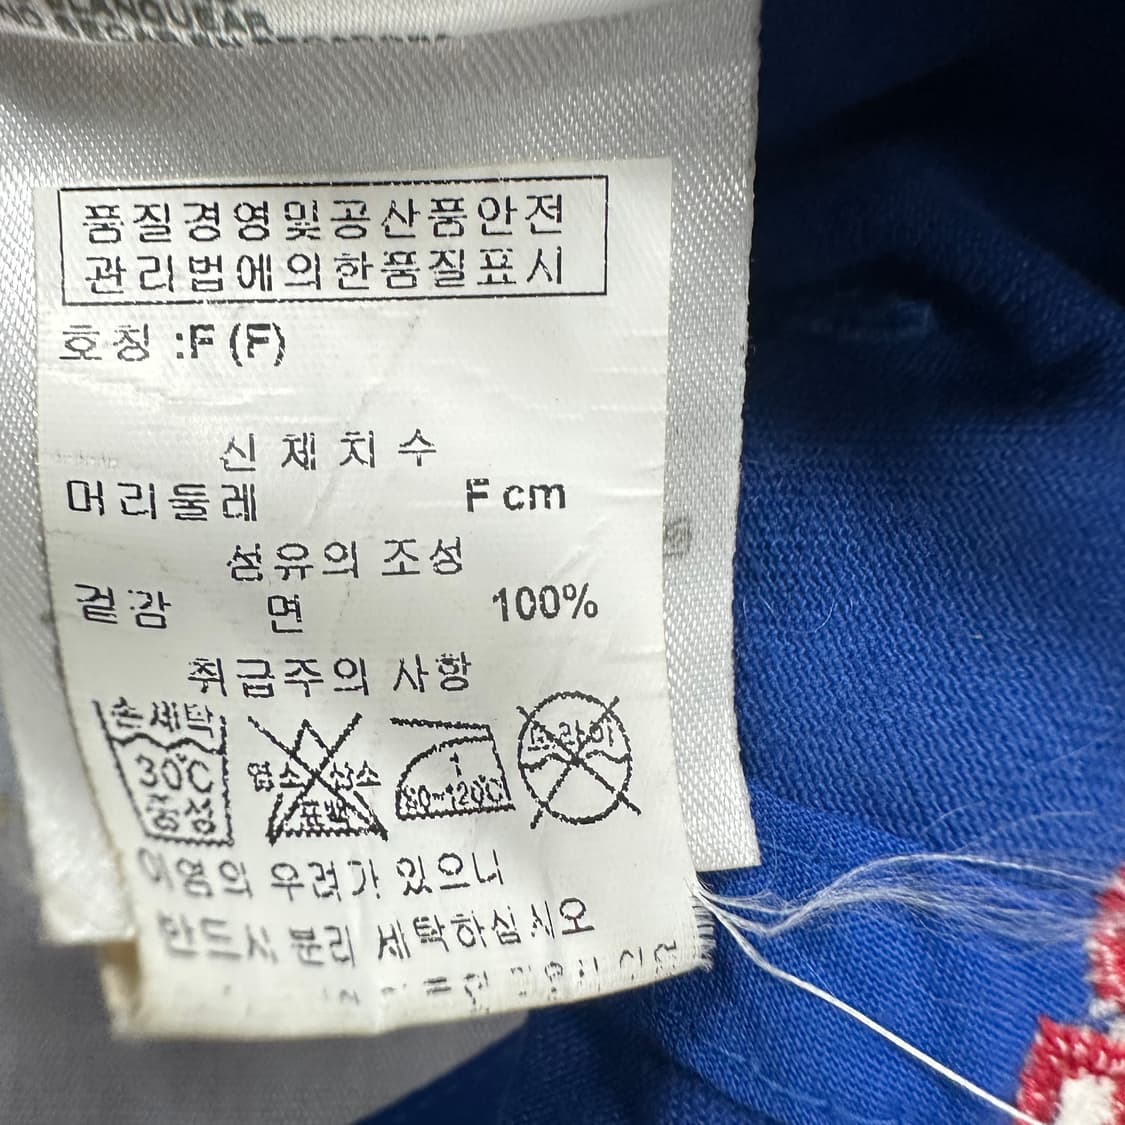 품질경영및공산품안전
관리법에의한품질표시
호칭 :F (F)
신 체 치 수
머리둘레 F cm
섬유의 조성
겉감 면 100%
취급주의 사항
손세탁
30℃
중성
염소 산소
표백
1
80~120℃
드라이
이염의 우려가 있으니
반드시 분리 세탁하십시오